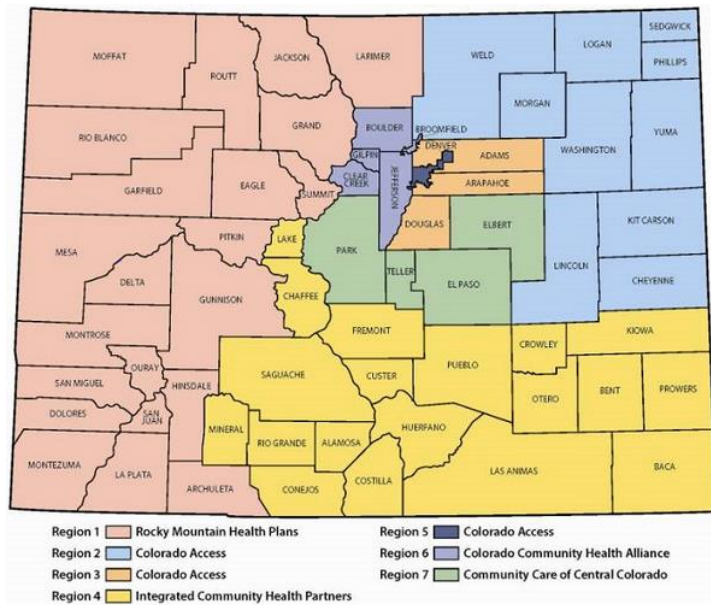 SEDGWICK
JACKSON
LARIMER
LOGAN
MOFFAT
WELD
ROUTT
PHILLIPS
MORGAN
GRAND
RIO BLANCO
BOULDER
BROOMFIELD
YUMA
WASHINGTON
DENVER
GILPIN
ADAMS
CLEAR
CREEK
GARFIELD
EAGLE
JEFFERSON
ARAPAHOE
SUMMIT
DOUGLAS
ELBERT
KIT CARSON
LAKE
PITKIN
MESA
PARK
LINCOLN
DELTA
TELLER
CHEYENNE
GUNNISON
CHAFFEE
EL PASO
FREMONT
KIOWA
MONTROSE
CROWLEY
OURAY
PUEBLO
SAGUACHE
CUSTER
SAN MIGUEL
HINSDALE
BENT
PROWERS
OTERO
DOLORES
SAN
JUAN
MINERAL
HUERFANO
RIO GRANDE
ALAMOSA
MONTEZUMA
LA PLATA
LAS ANIMAS
BACA
COSTILLA
ARCHULETA
CONEJOS
Region 1 Rocky Mountain Health Plans
Region 2 Colorado Access
Region 3 Colorado Access
Region 4 Integrated Community Health Partners
Region 5 Colorado Access
Region 6 Colorado Community Health Alliance
Region 7 Community Care of Central Colorado